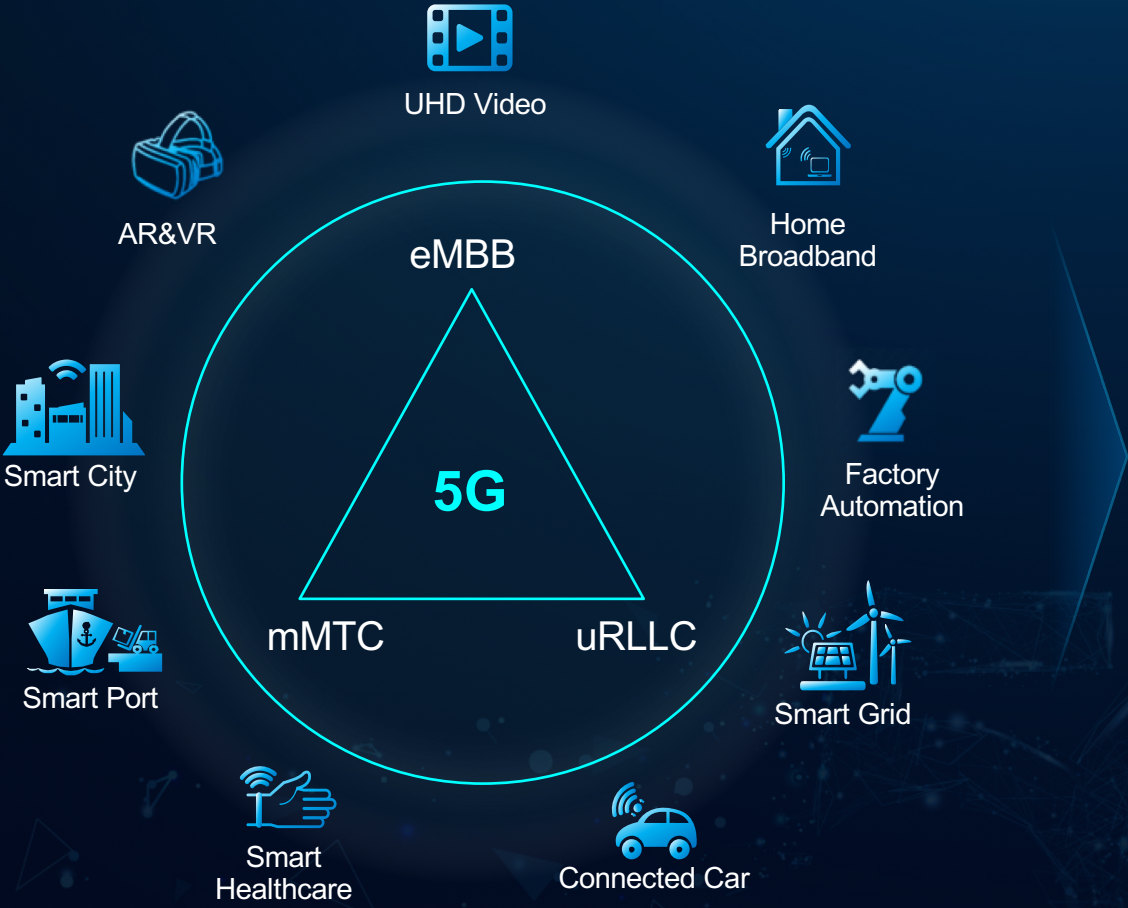 UHD Video
AR&VR
Home
Broadband
eMBB
Smart City
5G
Factory
Automation
mMTC
uRLLC
Smart Port
Smart Grid
Smart
Healthcare
Connected Car